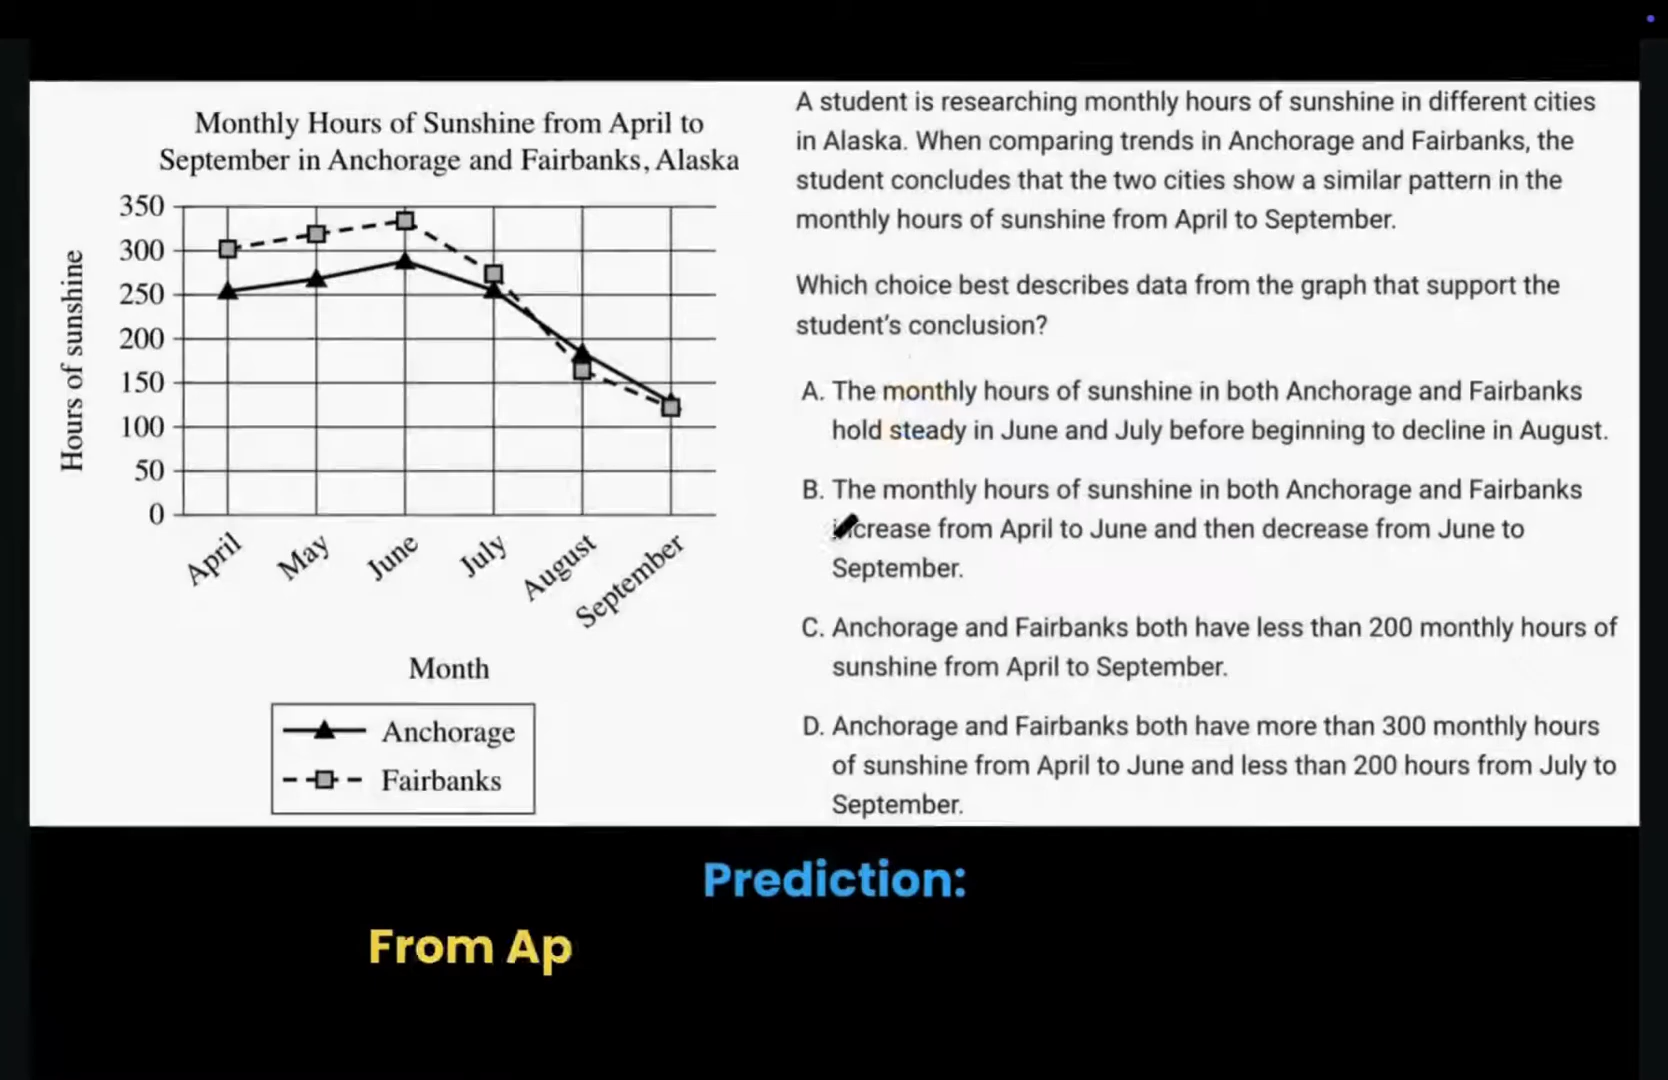 Monthly Hours of Sunshine from April to
September in Anchorage and Fairbanks, Alaska
Hours of sunshine
350
300
250
200
150
100
50
0
April
May
June
July
August
September
Month
Anchorage
Fairbanks
A student is researching monthly hours of sunshine in different cities
in Alaska. When comparing trends in Anchorage and Fairbanks, the
student concludes that the two cities show a similar pattern in the
monthly hours of sunshine from April to September.
Which choice best describes data from the graph that support the
student's conclusion?
A. The monthly hours of sunshine in both Anchorage and Fairbanks
hold steady in June and July before beginning to decline in August.
B. The monthly hours of sunshine in both Anchorage and Fairbanks
increase from April to June and then decrease from June to
September.
C. Anchorage and Fairbanks both have less than 200 monthly hours of
sunshine from April to September.
D. Anchorage and Fairbanks both have more than 300 monthly hours
of sunshine from April to June and less than 200 hours from July to
September.
Prediction:
From Ap